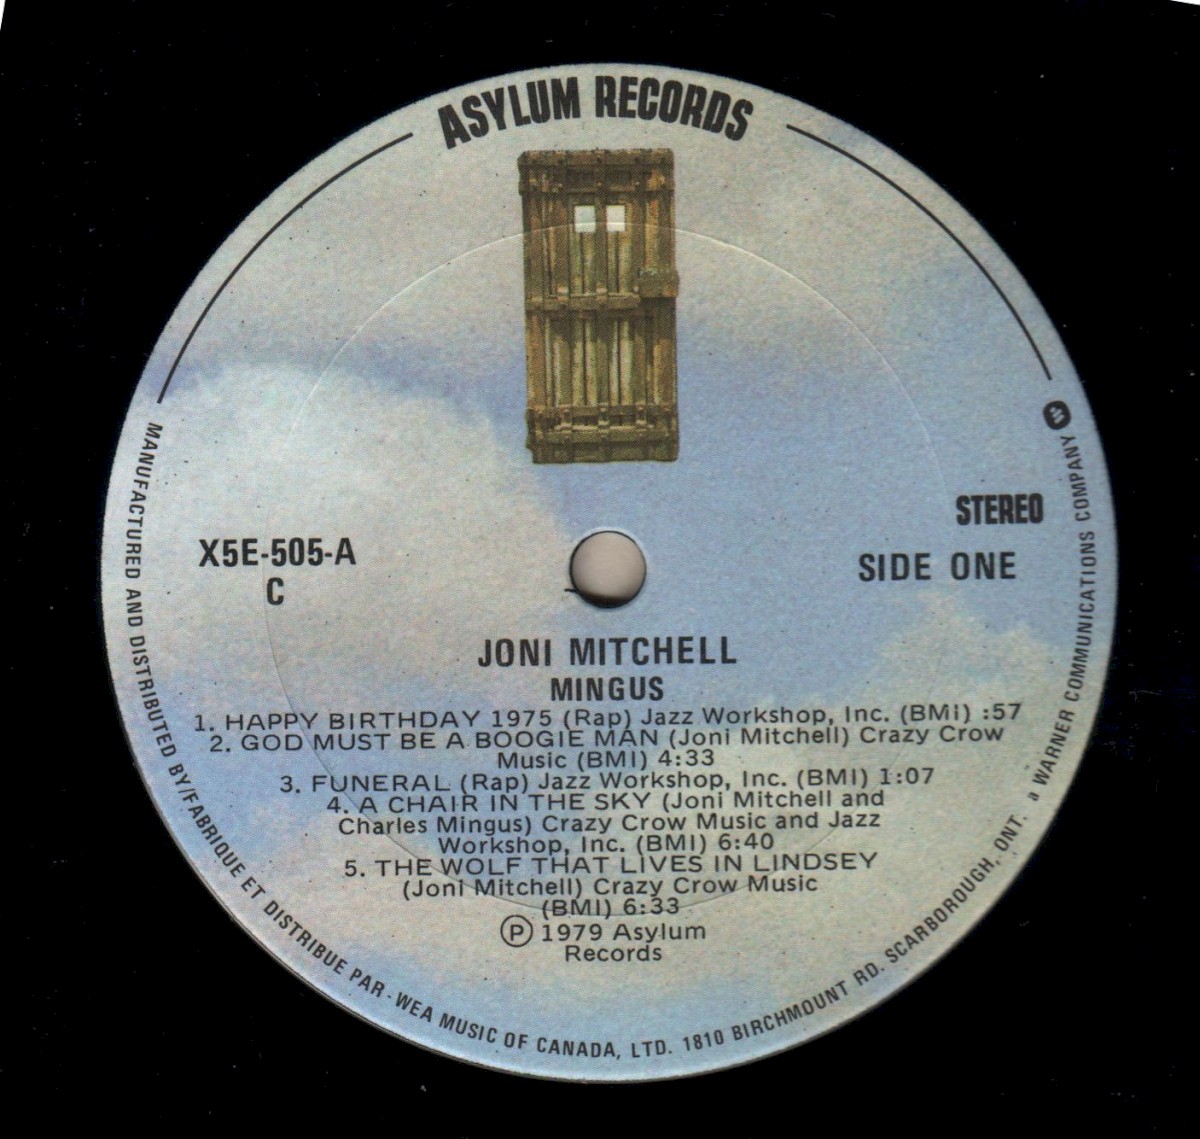 ASYLUM RECORDS
STEREO
X5E-505-A
SIDE ONE
C
JONI MITCHELL
MINGUS
1. HAPPY BIRTHDAY 1975 (Rap) Jazz Workshop, Inc. (BMI) :57
2. GOD MUST BE A BOOGIE MAN (Joni Mitchell) Crazy Crow
Music (BMI) 4:33
3. FUNERAL (Rap) Jazz Workshop, Inc. (BMI) 1:07
4. A CHAIR IN THE SKY (Joni Mitchell and
Charles Mingus) Crazy Crow Music and Jazz
Workshop, Inc. (BMI) 6:40
5. THE WOLF THAT LIVES IN LINDSEY
(Joni Mitchell) Crazy Crow Music
(BMI) 6:33
Ⓟ 1979 Asylum
Records
MANUFACTURED AND DISTRIBUTED BY/FABRIQUE ET DISTRIBUE PAR - WEA MUSIC OF CANADA, LTD. 1810 BIRCHMOUNT RD. SCARBOROUGH, ONT. a WARNER COMMUNICATIONS COMPANY